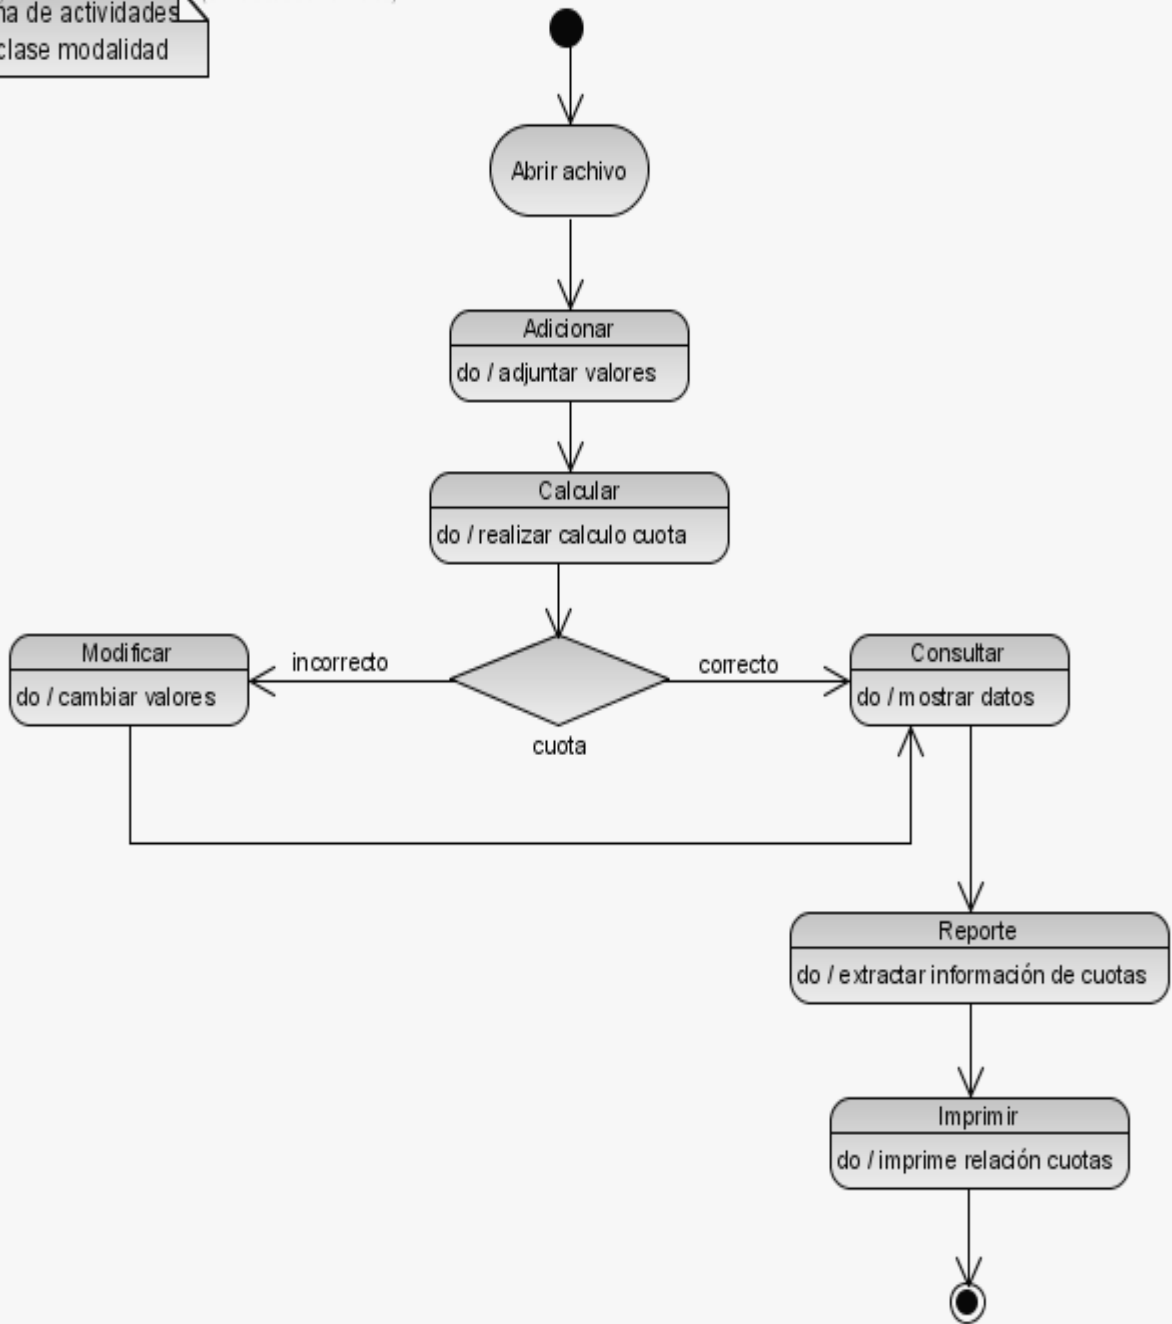 de actividades
clase modalidad
Abrir achivo
Adicionar
do / adjuntar valores
Calcular
do / realizar calculo cuota
Modificar
do / cambiar valores
incorrecto
correcto
cuota
Consultar
do / mostrar datos
Reporte
do / extractar información de cuotas
Imprimir
do / imprime relación cuotas